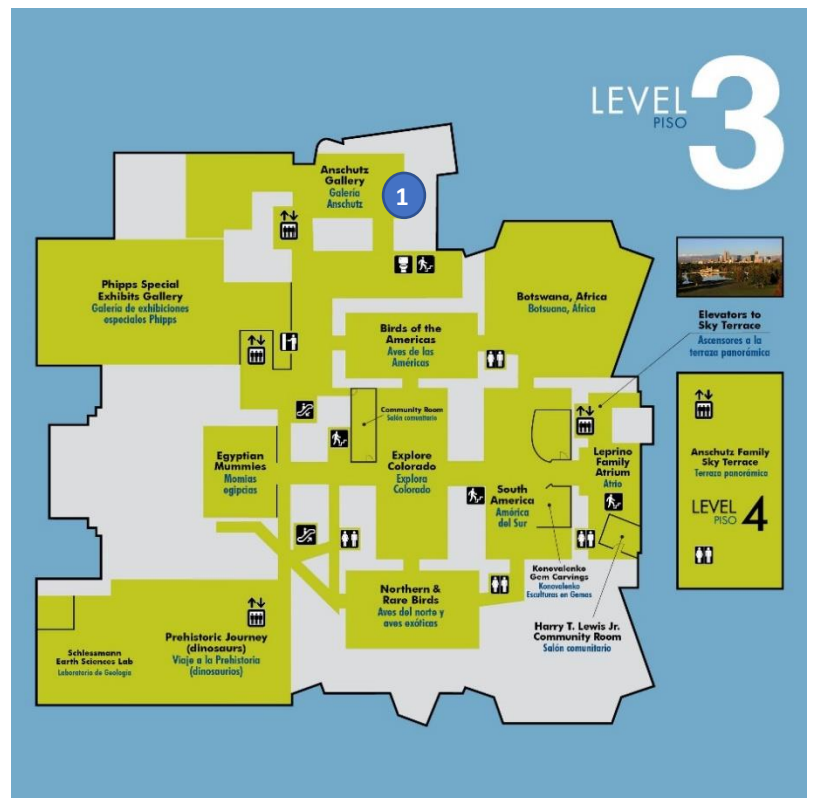 LEVEL 3
PISO
Anschutz
Gallery
Galería
Anschutz
1
Phipps Special
Exhibits Gallery
Galería de exhibiciones
especiales Phipps
Botswana, Africa
Botsuana, África
Birds of the
Americas
Aves de las
Américas
Elevators to
Sky Terrace
Ascensores a la
terraza panorámica
Community Room
Salón comunitario
Egyptian
Mummies
Momias
egipcias
Explore
Colorado
Explora
Colorado
South
America
América
del Sur
Leprino
Family
Atrium
Atrio
Anschutz Family
Sky Terrace
Terraza panorámica
LEVEL 4
PISO
Konovalenko
Gem Carvings
Konovalenko
Esculturas en Gemas
Northern &
Rare Birds
Aves del norte y
aves exóticas
Harry T. Lewis Jr.
Community Room
Salón comunitario
Prehistoric Journey
(dinosaurs)
Viaje a la Prehistoria
(dinosaurios)
Schlessmann
Earth Sciences Lab
Laboratorio de Geología